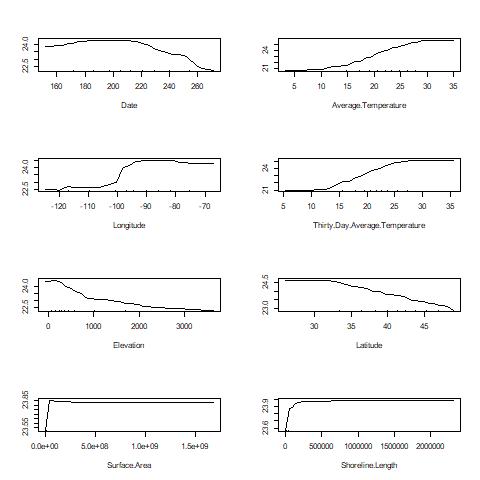 24.0
22.5
160 180 200 220 240 260
Date
24
21
5 10 15 20 25 30 35
Average.Temperature
24.0
22.5
-120 -110 -100 -90 -80 -70
Longitude
24
21
5 10 15 20 25 30 35
Thirty.Day.Average.Temperature
24.0
22.5
0 1000 2000 3000
Elevation
24.5
23.0
30 35 40 45
Latitude
23.85
23.55
0.0e+00 5.0e+08 1.0e+09 1.5e+09
Surface.Area
23.9
23.6
0 500000 1000000 2000000
Shoreline.Length